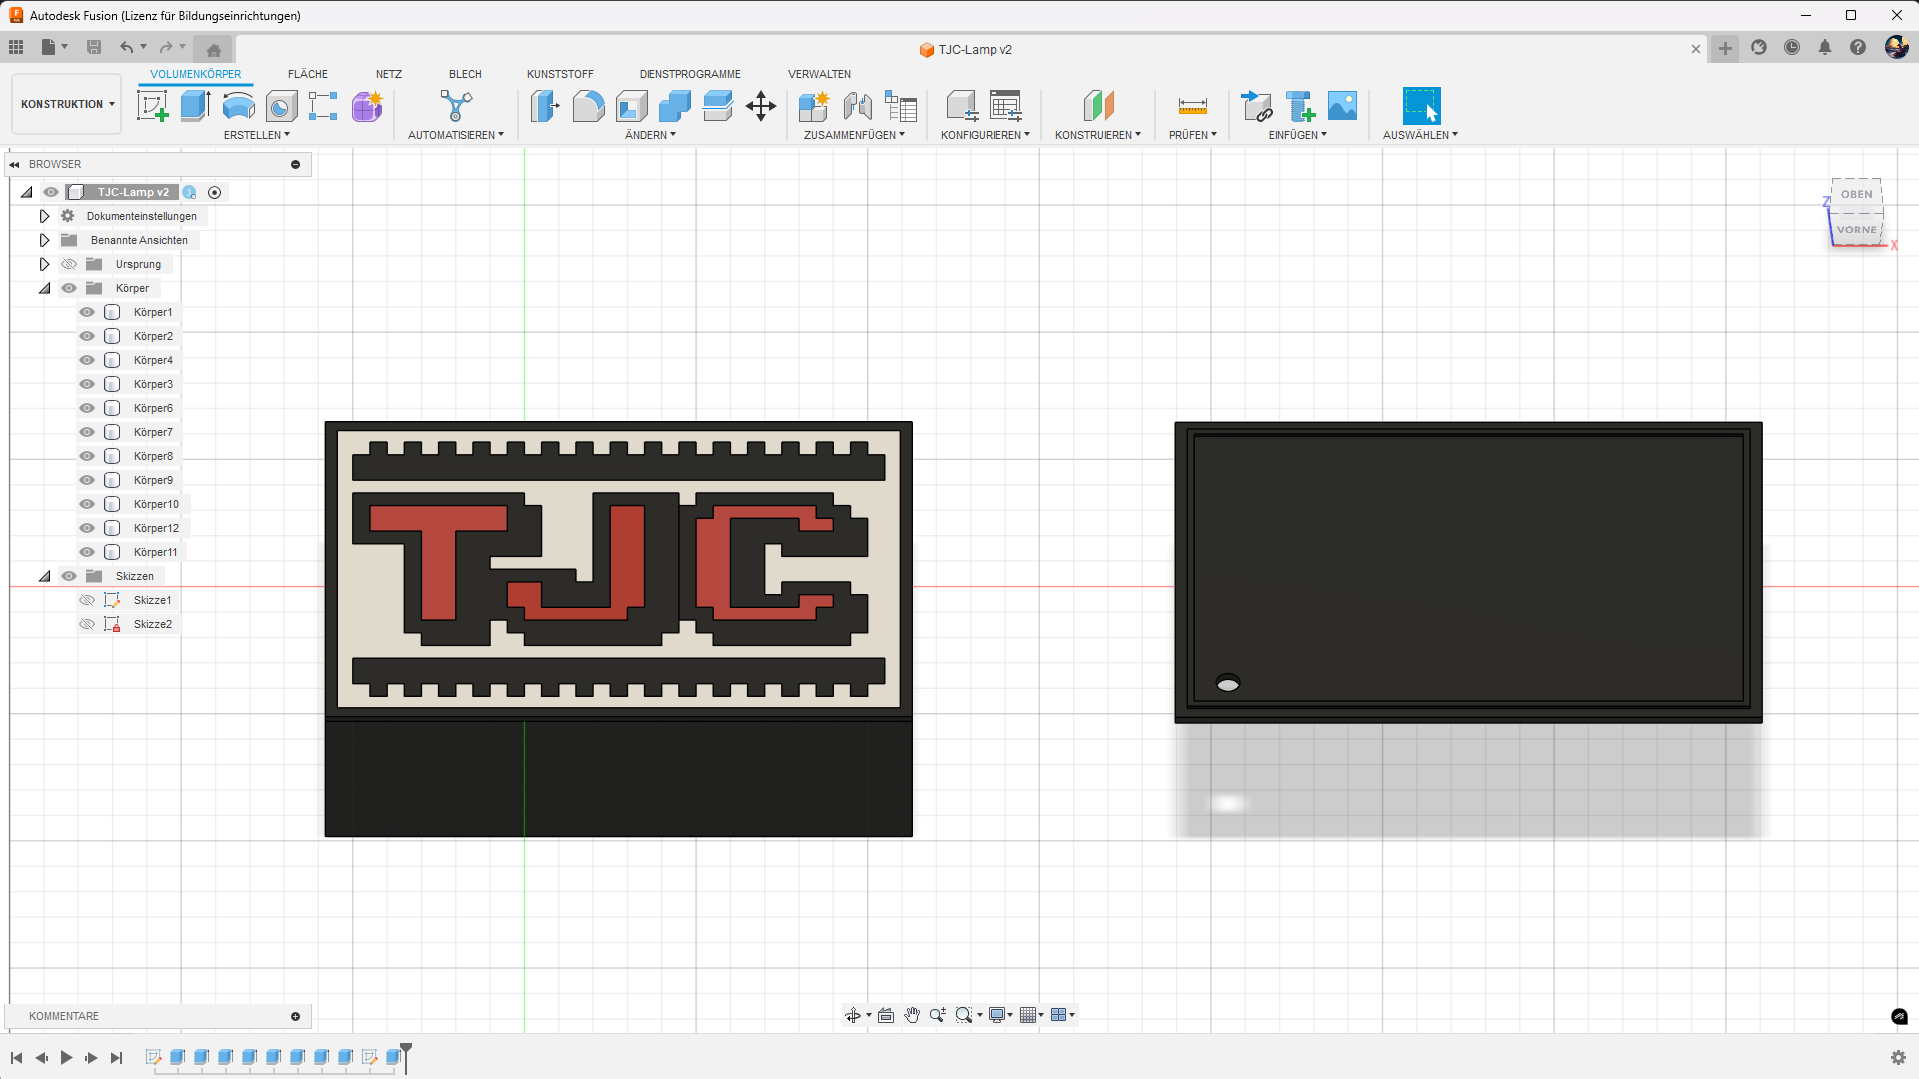 Autodesk Fusion (Lizenz für Bildungseinrichtungen)
TJC-Lamp v2
KONSTRUKTION
VOLUMENKÖRPER
FLÄCHE
NETZ
BLECH
KUNSTSTOFF
DIENSTPROGRAMME
VERWALTEN
ERSTELLEN
AUTOMATISIEREN
ÄNDERN
ZUSAMMENFÜGEN
KONFIGURIEREN
KONSTRUIEREN
PRÜFEN
EINFÜGEN
AUSWÄHLEN
BROWSER
TJC-Lamp v2
Dokumenteinstellungen
Benannte Ansichten
Ursprung
Körper
Körper1
Körper2
Körper4
Körper3
Körper6
Körper7
Körper8
Körper9
Körper10
Körper12
Körper11
Skizzen
Skizze1
Skizze2
OBEN
Z
VORNE
X
TJC
KOMMENTARE